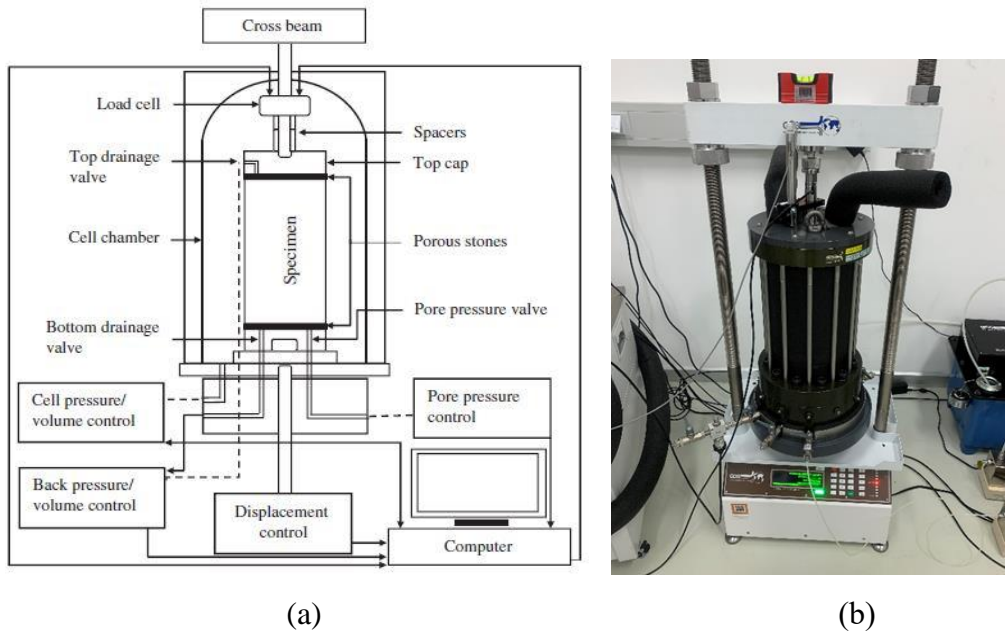 Cross beam
Load cell
Spacers
Top drainage
valve
Top cap
Cell chamber
Specimen
Porous stones
Bottom drainage
valve
Pore pressure valve
Cell pressure/
volume control
Pore pressure
control
Back pressure/
volume control
Displacement
control
Computer
(a)
(b)